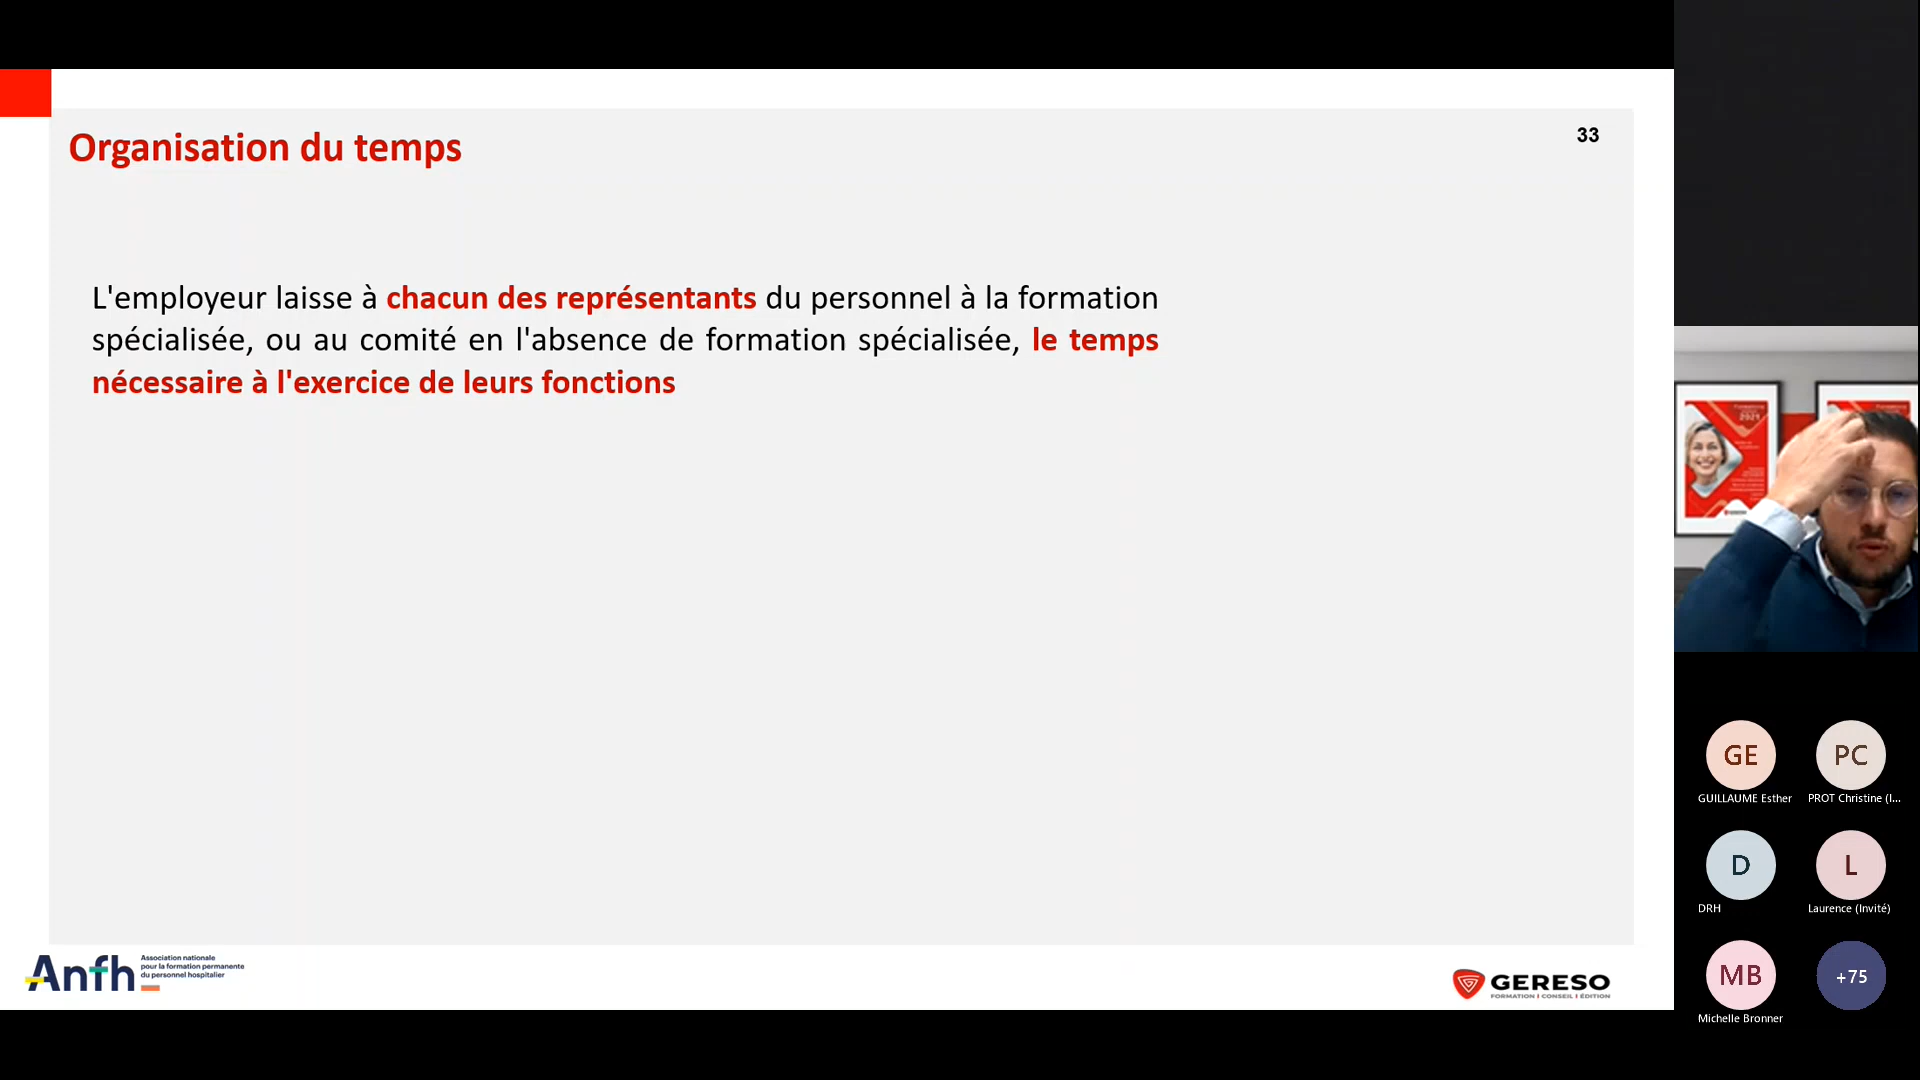 Organisation du temps
33
L'employeur laisse à chacun des représentants du personnel à la formation
spécialisée, ou au comité en l'absence de formation spécialisée, le temps
nécessaire à l'exercice de leurs fonctions
Anfh
Association nationale
pour la formation permanente
du personnel hospitalier
GERESO
FORMATION I CONSEIL I ÉDITION
GE
PC
GUILLAUME Esther
PROT Christine (I...
D
L
DRH
Laurence (Invité)
MB
+75
Michelle Bronner